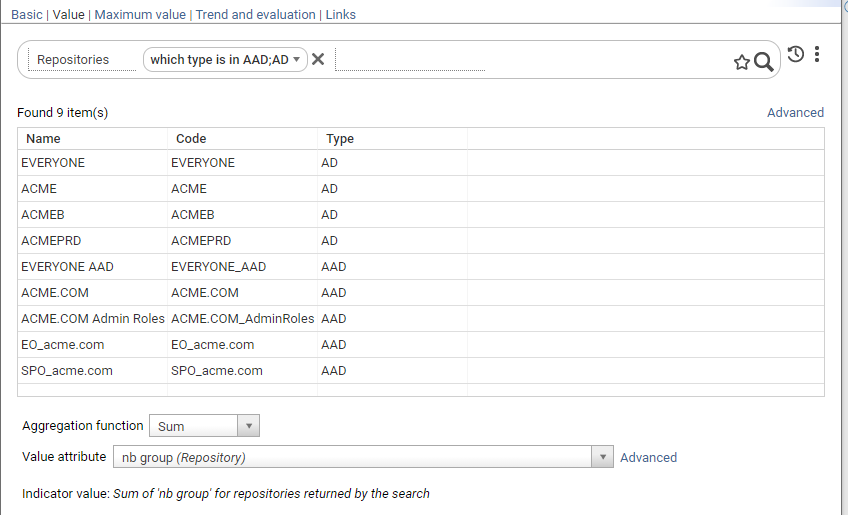 Basic | Value | Maximum value | Trend and evaluation | Links
Repositories which type is in AAD;AD
Found 9 item(s) Advanced
Name Code Type
EVERYONE EVERYONE AD
ACME ACME AD
ACMEB ACMEB AD
ACMEPRD ACMEPRD AD
EVERYONE AAD EVERYONE_AAD AAD
ACME.COM ACME.COM AAD
ACME.COM Admin Roles ACME.COM_AdminRoles AAD
EO_acme.com EO_acme.com AAD
SPO_acme.com SPO_acme.com AAD
Aggregation function Sum
Value attribute nb group (Repository) Advanced
Indicator value: Sum of 'nb group' for repositories returned by the search